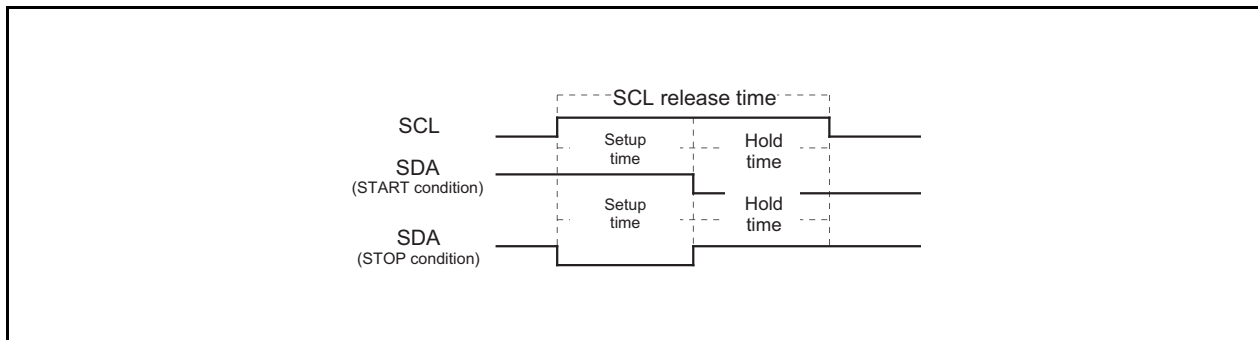 SCL release time
SCL
Setup
time
Hold
time
SDA
(START condition)
Setup
time
Hold
time
SDA
(STOP condition)